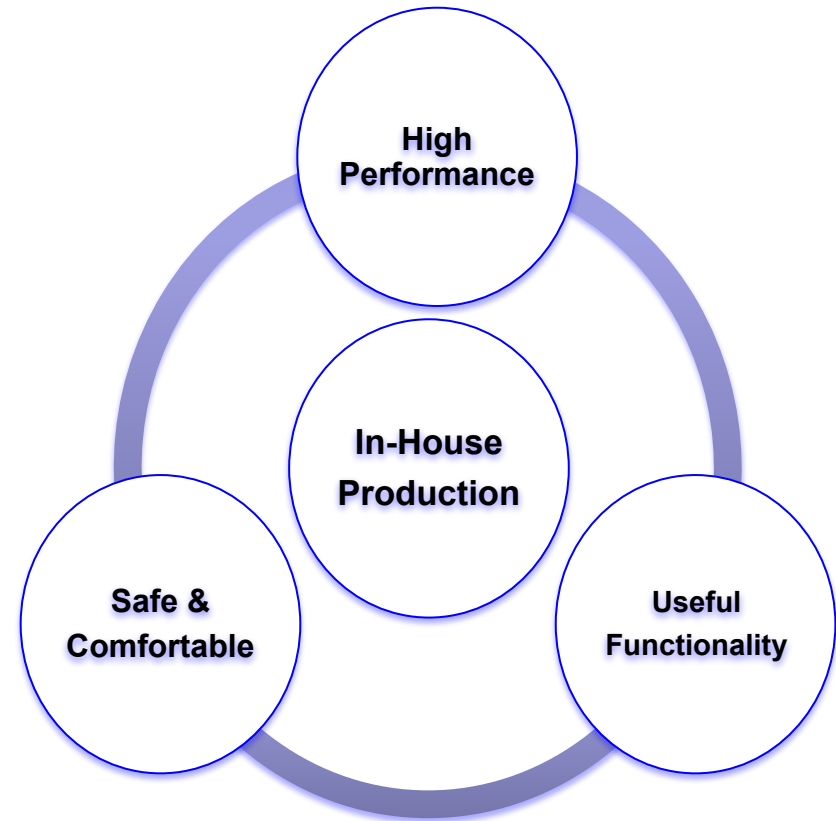 High
Performance
In-House
Production
Safe &
Comfortable
Useful
Functionality